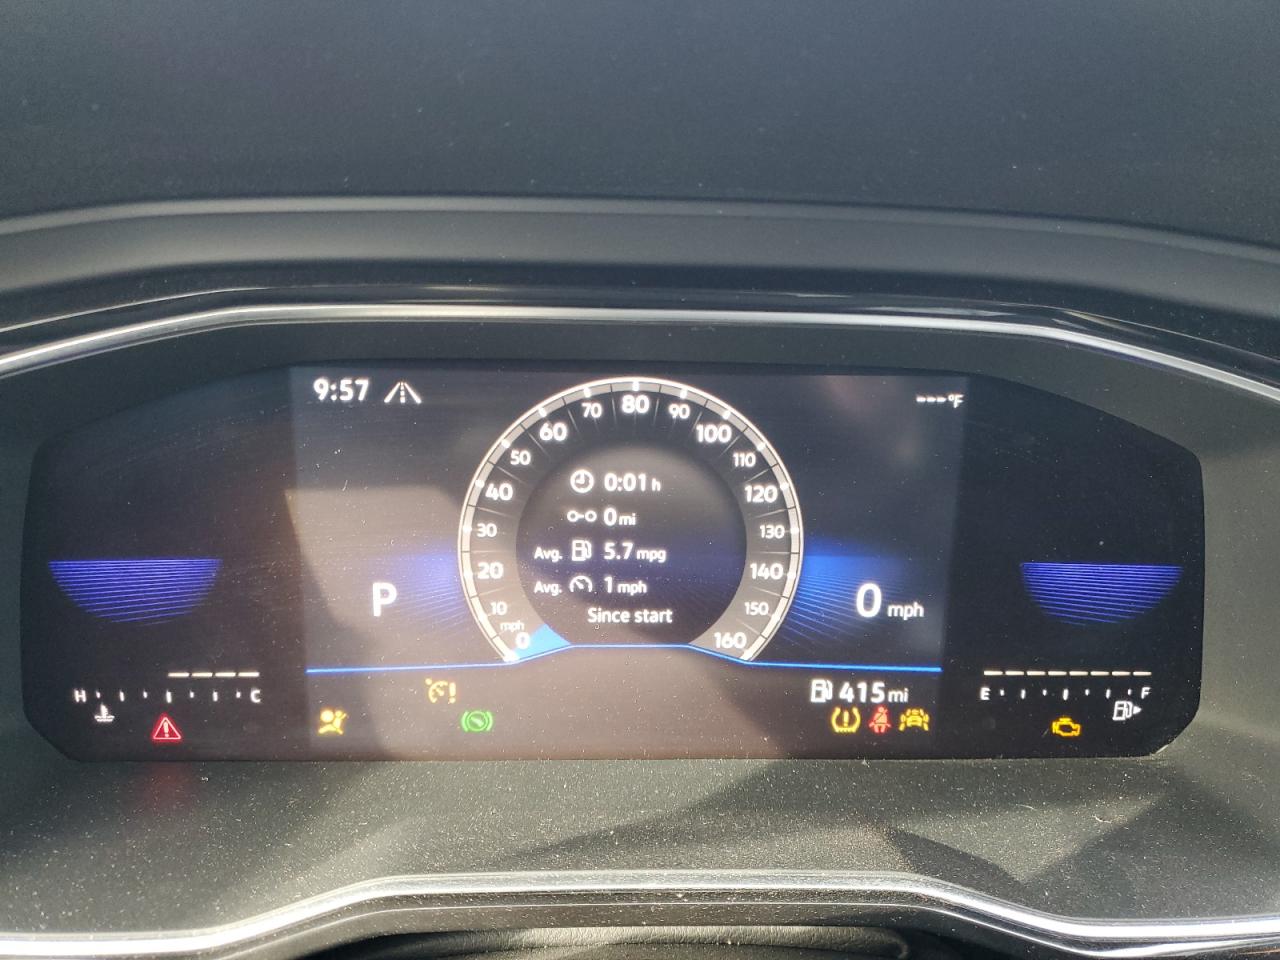 9:57
---°F
80
70
90
60
100
50
110
40
120
30
130
20
140
10
150
mph
0
160
0:01 h
0 mi
Avg. 5.7 mpg
Avg. 1 mph
Since start
P
0 mph
415 mi
H C
E F